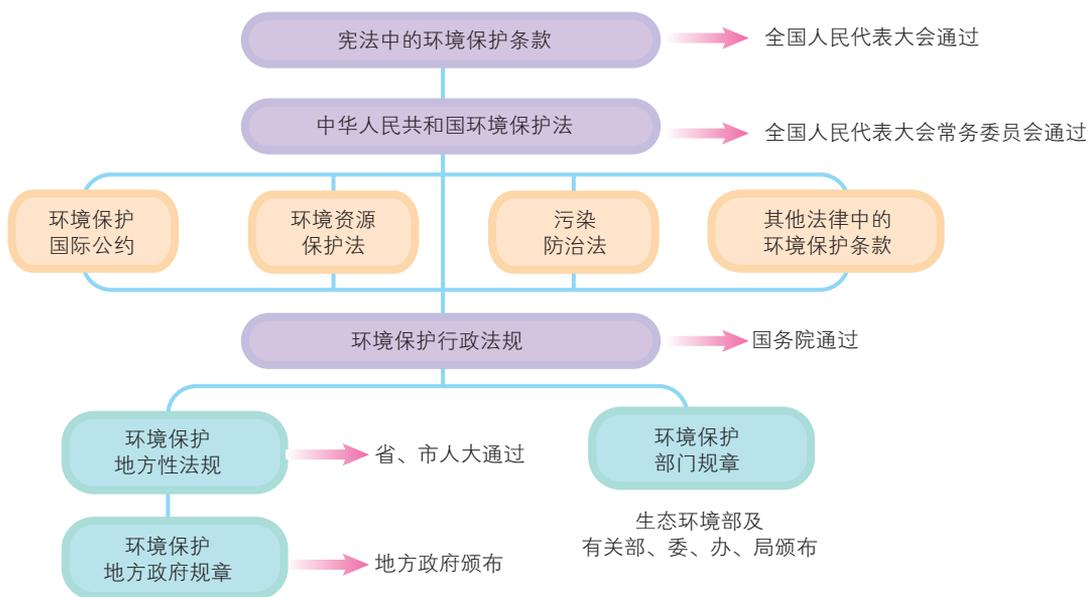 宪法中的环境保护条款
全国人民代表大会通过
中华人民共和国环境保护法
全国人民代表大会常务委员会通过
环境保护
国际公约
环境资源
保护法
污染
防治法
其他法律中的
环境保护条款
环境保护行政法规
国务院通过
环境保护
地方性法规
省、市人大通过
环境保护
部门规章
生态环境部及
有关部、委、办、局颁布
环境保护
地方政府规章
地方政府颁布